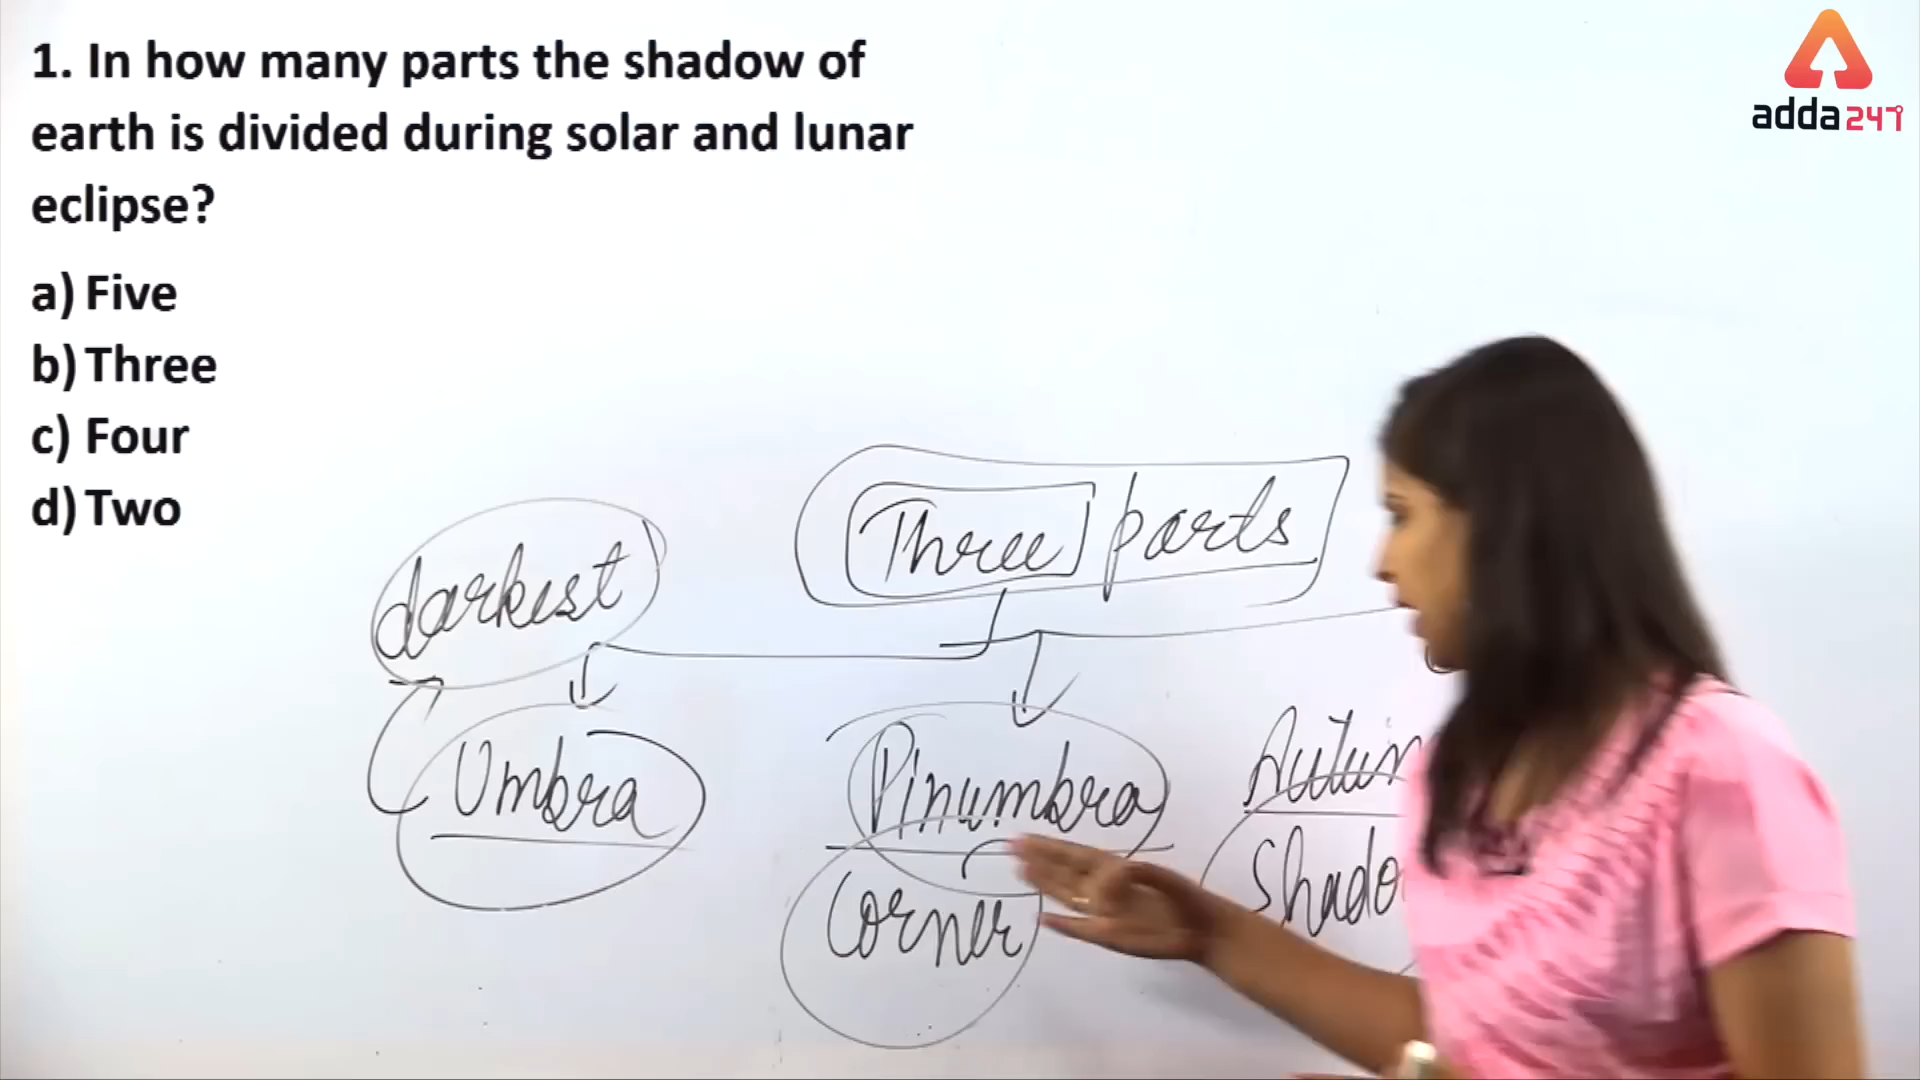 1. In how many parts the shadow of
earth is divided during solar and lunar
eclipse?
a) Five
b) Three
c) Four
d) Two
adda247
Three parts
darkest
Umbra
Pinumbra
Corner
Shado